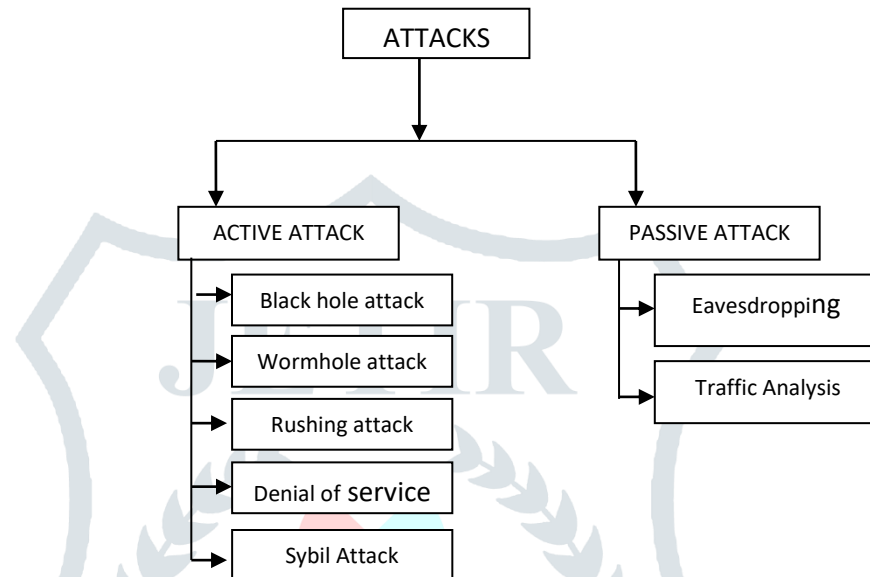 ATTACKS
ACTIVE ATTACK
Black hole attack
Wormhole attack
Rushing attack
Denial of service
Sybil Attack
PASSIVE ATTACK
Eavesdropping
Traffic Analysis
JETIR